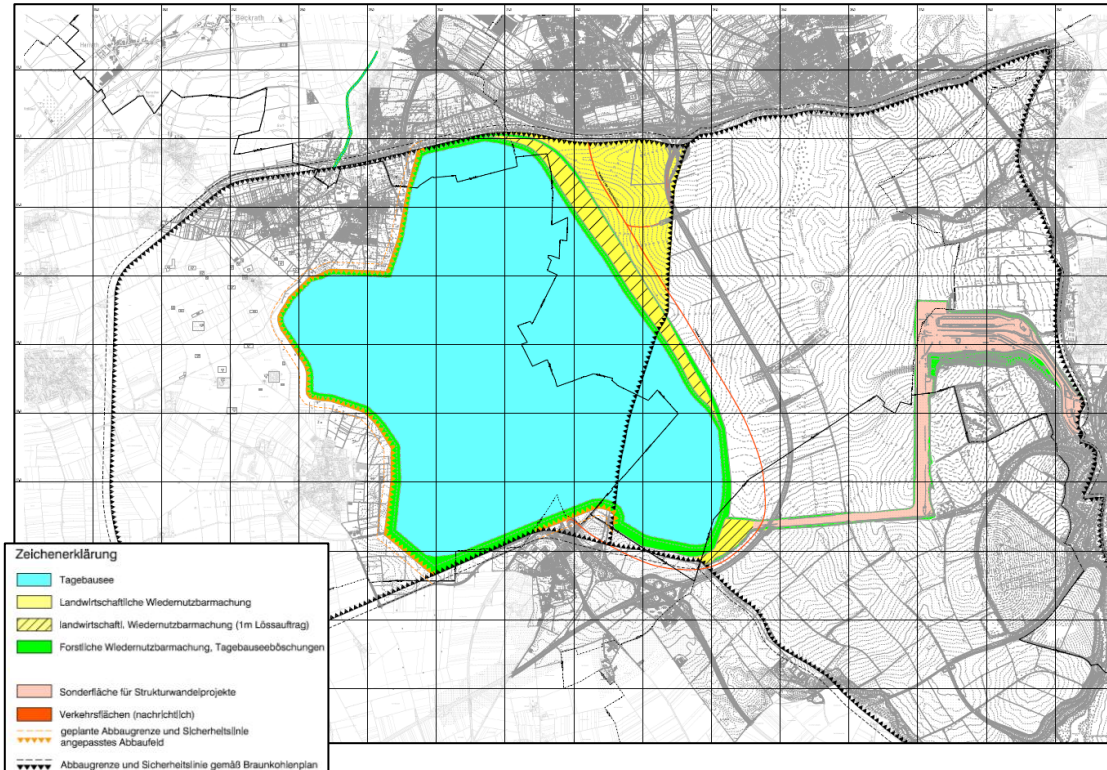 Beckrath
Zeichenerklärung
Tagebausee
Landwirtschaftliche Wiedernutzbarmachung
landwirtschaftl. Wiedernutzbarmachung (1m Lössauftrag)
Forstliche Wiedernutzbarmachung, Tagebauseeböschungen
Sonderfläche für Strukturwandelprojekte
Verkehrsflächen (nachrichtlich)
geplante Abbaugrenze und Sicherheitslinie
angepasstes Abbaufeld
Abbaugrenze und Sicherheitslinie gemäß Braunkohlenplan